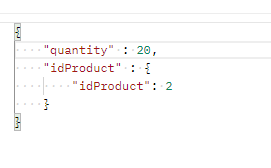 {
    "quantity" : 20,
    "idProduct" : {
        "idProduct": 2
    }
}